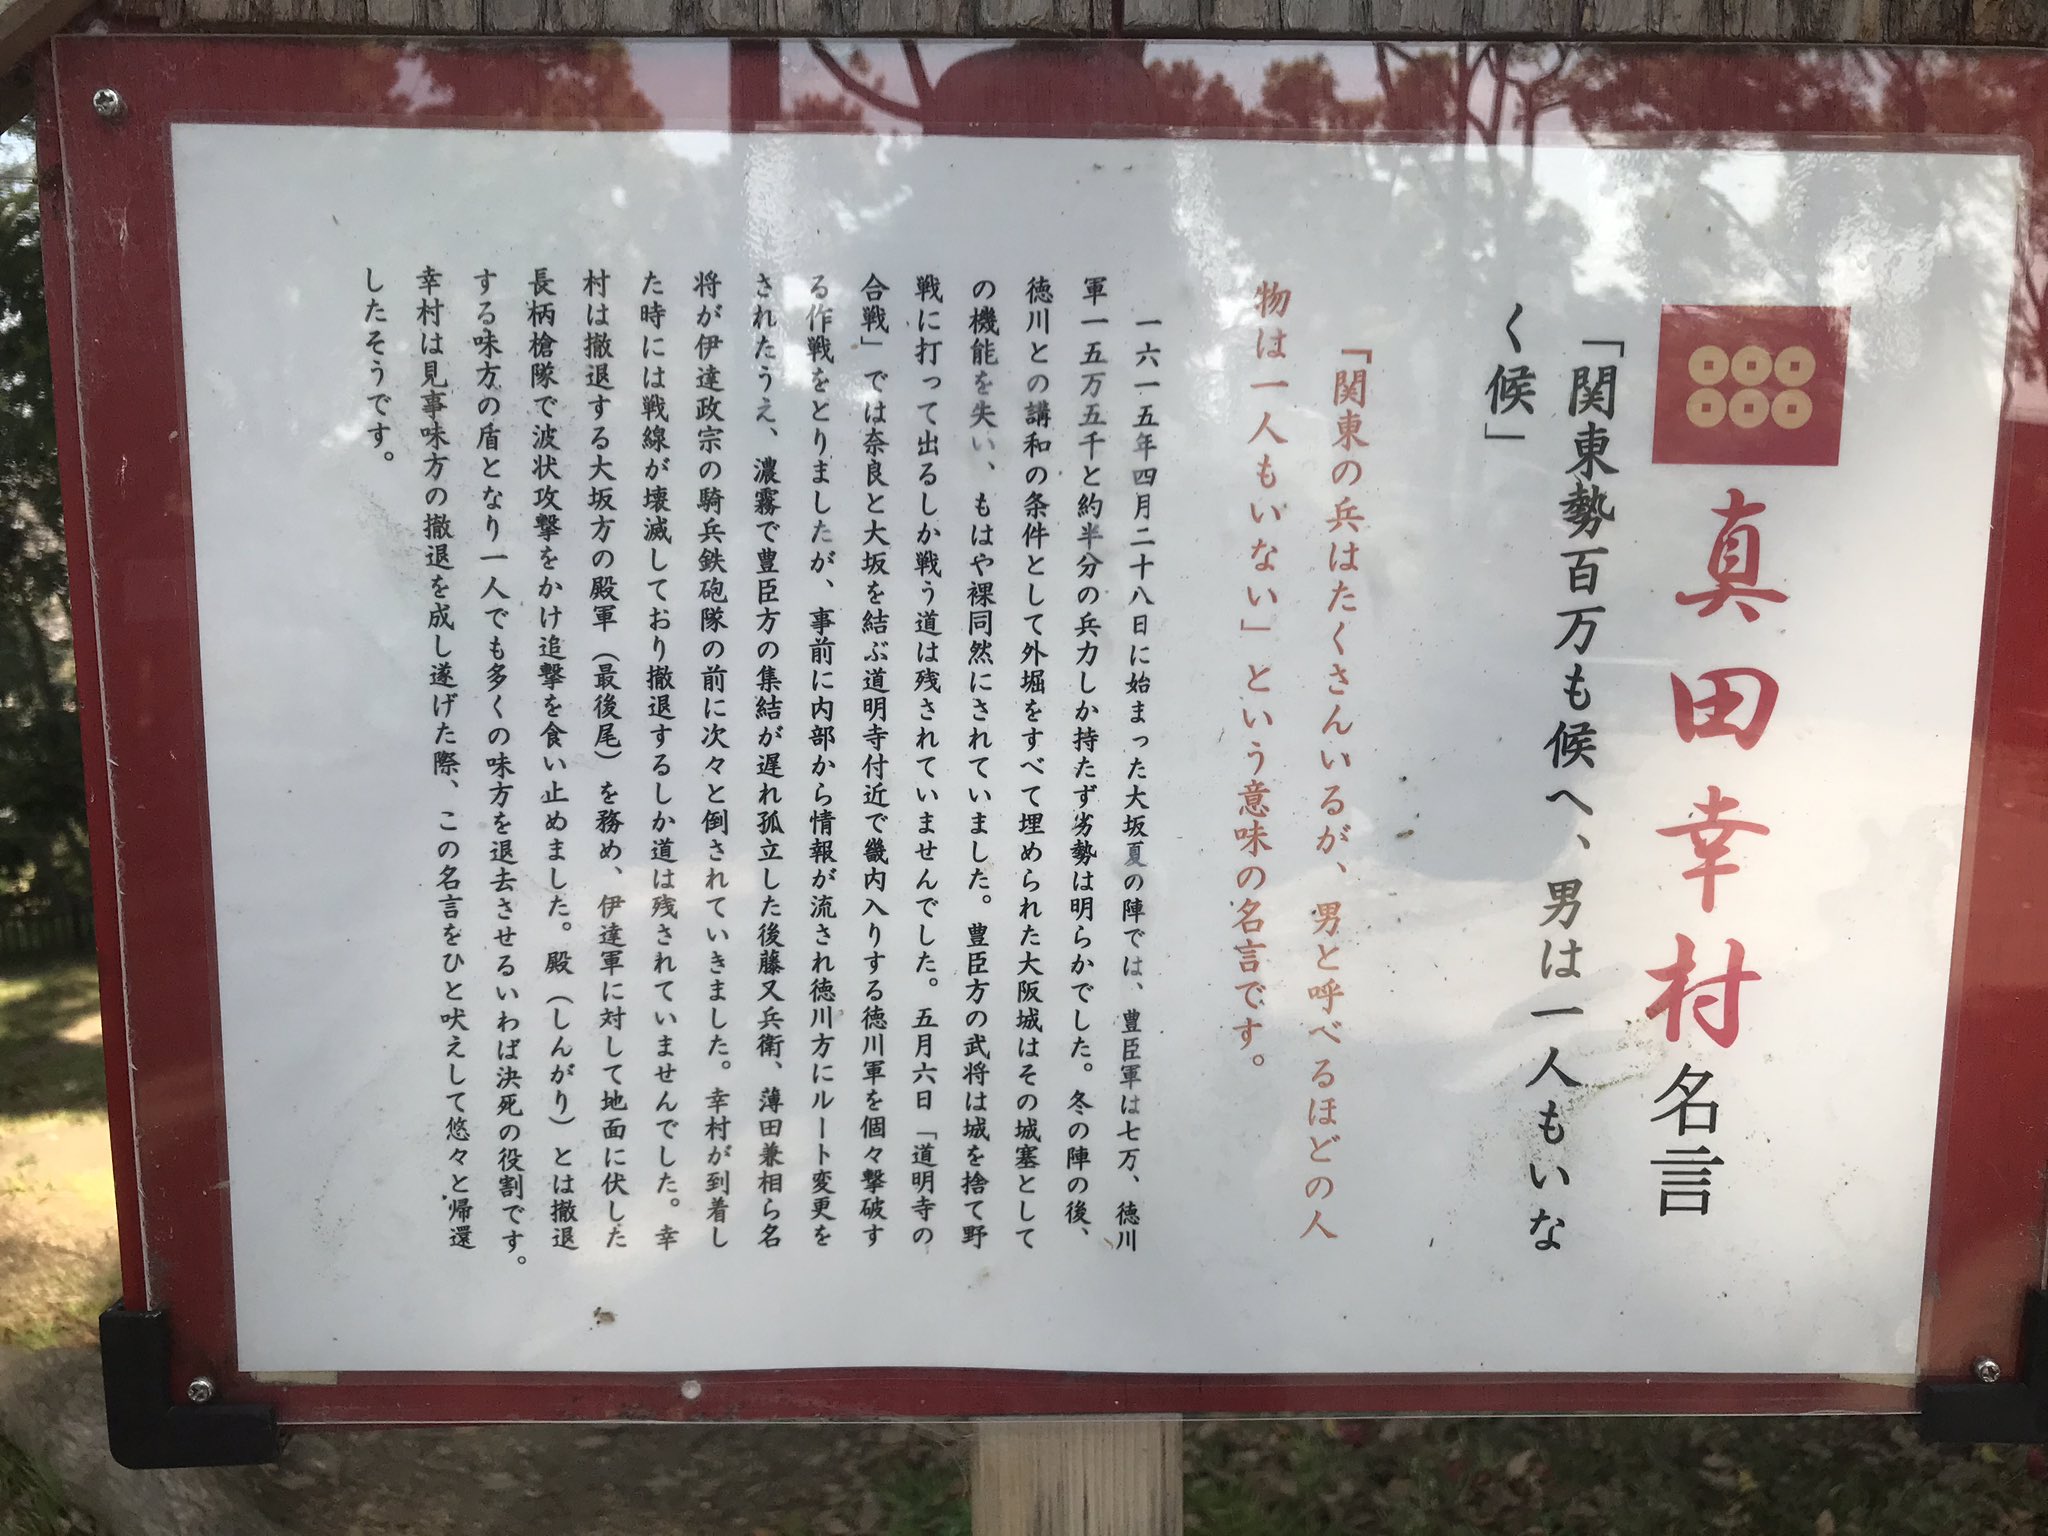 真田幸村名言
「関東勢百万も候へ、男は一人もいな
く候」
「関東の兵はたくさんいるが、男と呼べるほどの人
物は一人もいない」という意味の名言です。
一六一五年四月二十八日に始まった大坂夏の陣では、豊臣軍は七万、徳川
軍一五万五千と約半分の兵力しか持たず劣勢は明らかでした。冬の陣の後、
徳川との講和の条件として外堀をすべて埋められた大阪城はその城塞として
の機能を失い、もはや裸同然にされていました。豊臣方の武将は城を捨て野
戦に打って出るしか戦う道は残されていませんでした。五月六日「道明寺の
合戦」では奈良と大坂を結ぶ道明寺付近で畿内入りする徳川軍を個々撃破す
る作戦をとりましたが、事前に内部から情報が流され徳川方にルート変更を
されたうえ、濃霧で豊臣方の集結が遅れ孤立した後藤又兵衛、薄田兼相ら名
将が伊達政宗の騎兵鉄砲隊の前に次々と倒されていきました。幸村が到着し
た時には戦線が壊滅しており撤退するしか道は残されていませんでした。幸
村は撤退する大坂方の殿軍（最後尾）を務め、伊達軍に対して地面に伏した
長柄槍隊で波状攻撃をかけ追撃を食い止めました。殿（しんがり）とは撤退
する味方の盾となり一人でも多くの味方を退去させるいわば決死の役割です。
幸村は見事味方の撤退を成し遂げた際、この名言をひと吠えして悠々と帰還
したそうです。